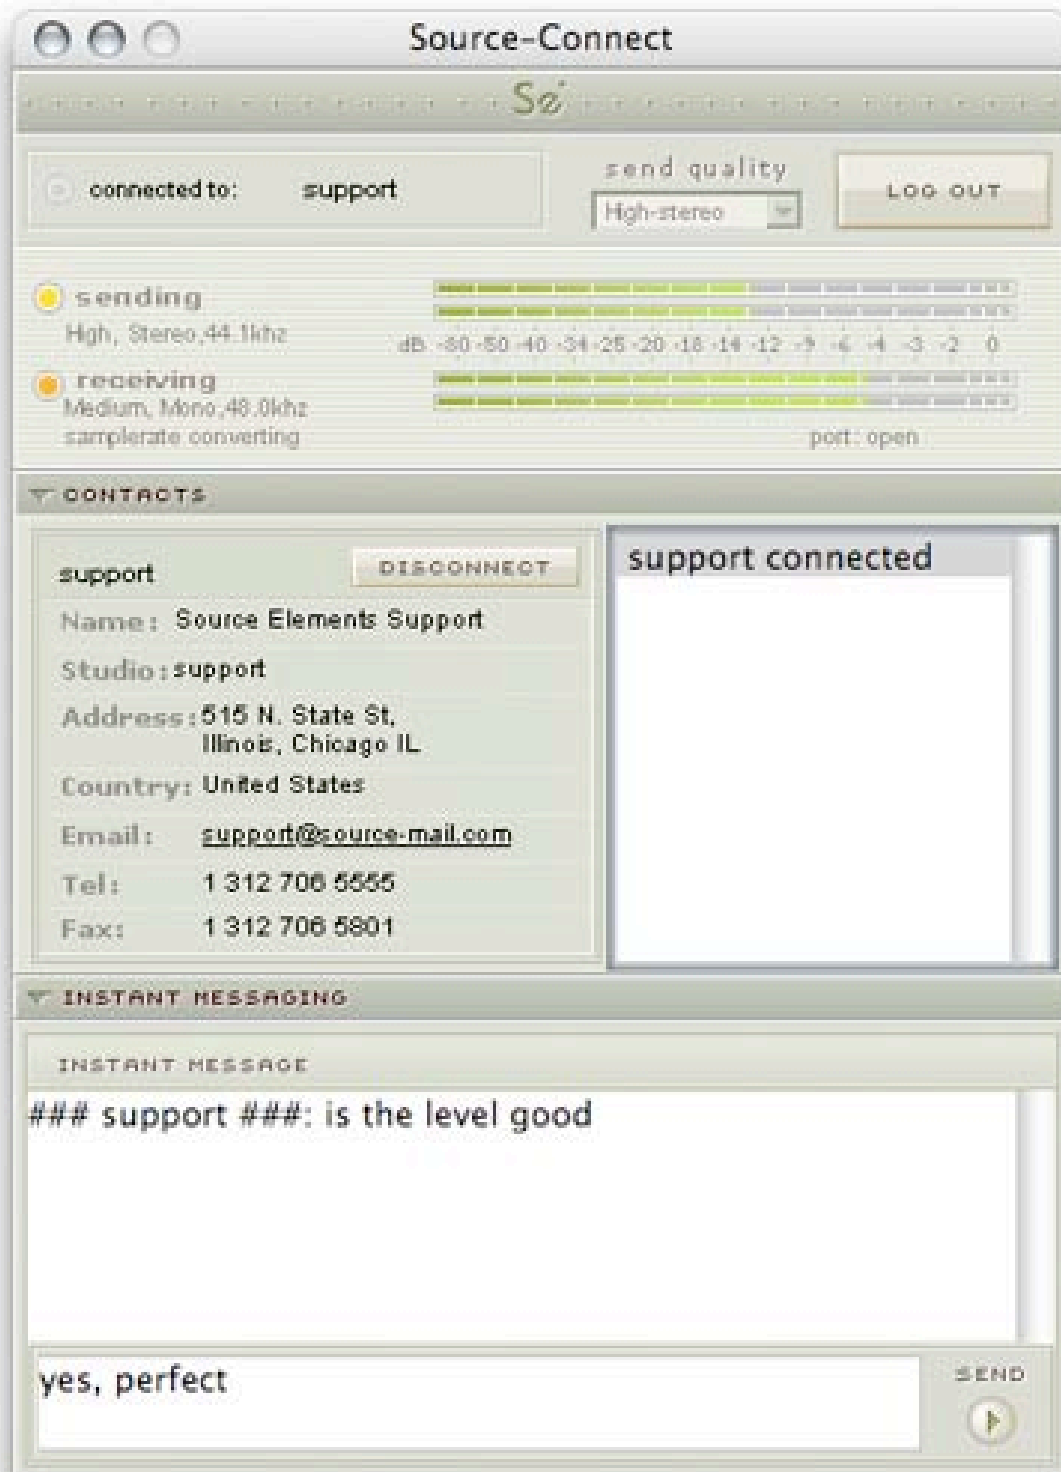 Source-Connect
Se
connected to: support
send quality
High-stereo
LOG OUT
sending
High, Stereo,44.1khz
dB -80 -50 -40 -34 -25 -20 -18 -14 -12 -9 -6 -4 -3 -2 0
receiving
Medium, Mono,48.0khz
samplerate converting
port: open
CONTACTS
support
DISCONNECT
Name: Source Elements Support
Studio: support
Address: 515 N. State St,
Illinois, Chicago IL
Country: United States
Email: support@source-mail.com
Tel: 1 312 706 5555
Fax: 1 312 706 5801
support connected
INSTANT MESSAGING
INSTANT MESSAGE
### support ###: is the level good
yes, perfect
SEND